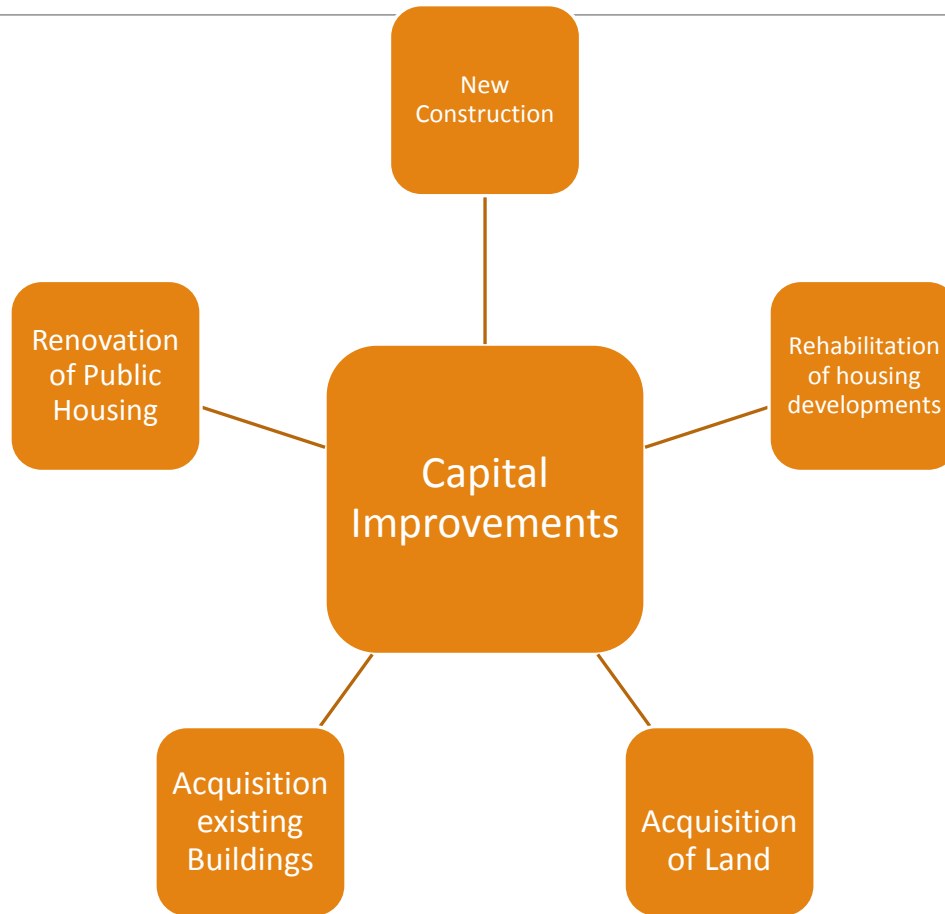 New
Construction
Renovation
of Public
Housing
Rehabilitation
of housing
developments
Capital
Improvements
Acquisition
existing
Buildings
Acquisition
of Land